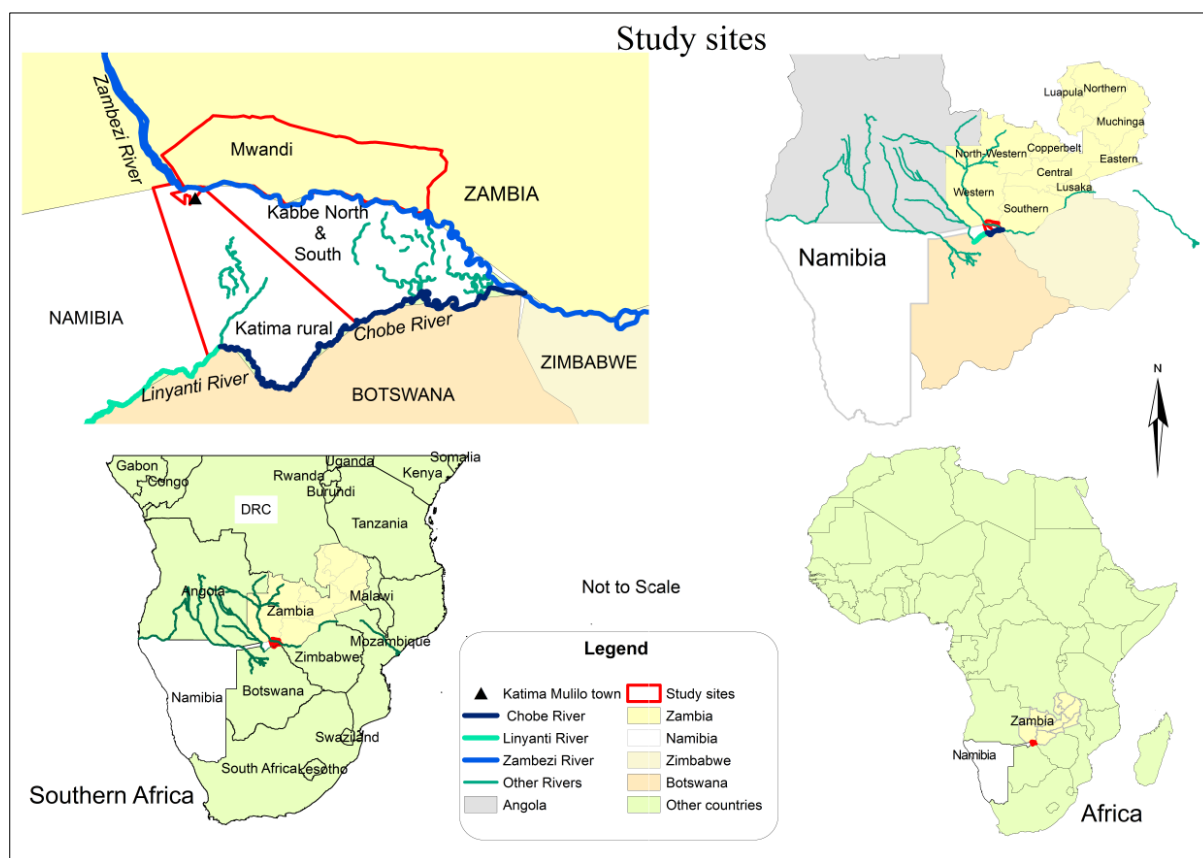 Study sites
Zambezi River
Mwandi
ZAMBIA
Kabbe North
&
South
NAMIBIA
Katima rural
Chobe River
Linyanti River
BOTSWANA
ZIMBABWE
Luapula
Northern
Muchinga
North-Western
Copperbelt
Eastern
Central
Western
Lusaka
Southern
Namibia
N
Gabon
Congo
Uganda
Somalia
Rwanda
Kenya
Burundi
DRC
Tanzania
Angola
Zambia
Malawi
Mozambique
Zimbabwe
Namibia
Botswana
Swaziland
South Africa
Lesotho
Southern Africa
Not to Scale
Legend
Katima Mulilo town
Study sites
Chobe River
Zambia
Linyanti River
Namibia
Zambezi River
Zimbabwe
Other Rivers
Botswana
Angola
Other countries
Zambia
Namibia
Africa